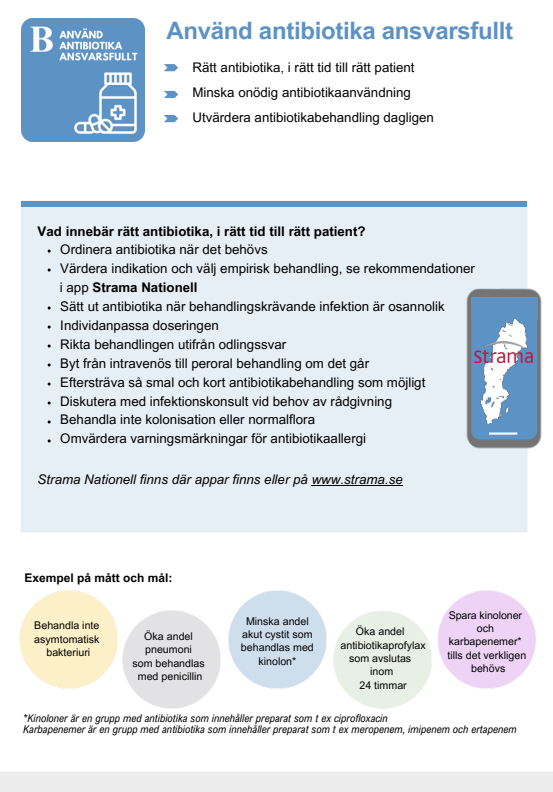 B ANVÄND
ANTIBIOTIKA
ANSVARSFULLT
Använd antibiotika ansvarsfullt
Rätt antibiotika, i rätt tid till rätt patient
Minska onödig antibiotikaanvändning
Utvärdera antibiotikabehandling dagligen
Vad innebär rätt antibiotika, i rätt tid till rätt patient?
• Ordinera antibiotika när det behövs
• Värdera indikation och välj empirisk behandling, se rekommendationer
i app Strama Nationell
• Sätt ut antibiotika när behandlingskrävande infektion är osannolik
• Individanpassa doseringen
• Rikta behandlingen utifrån odlingssvar
• Byt från intravenös till peroral behandling om det går
• Eftersträva så smal och kort antibiotikabehandling som möjligt
• Diskutera med infektionskonsult vid behov av rådgivning
• Behandla inte kolonisation eller normalflora
• Omvärdera varningsmärkningar för antibiotikaallergi
Strama
Strama Nationell finns där appar finns eller på www.strama.se
Exempel på mått och mål:
Behandla inte
asymtomatisk
bakteriuri
Öka andel
pneumoni
som behandlas
med penicillin
Minska andel
akut cystit som
behandlas med
kinolon*
Öka andel
antibiotikaprofylax
som avslutas
inom
24 timmar
Spara kinoloner
och
karbapenemer*
tills det verkligen
behövs
*Kinoloner är en grupp med antibiotika som innehåller preparat som t ex ciprofloxacin
Karbapenemer är en grupp med antibiotika som innehåller preparat som t ex meropenem, imipenem och ertapenem